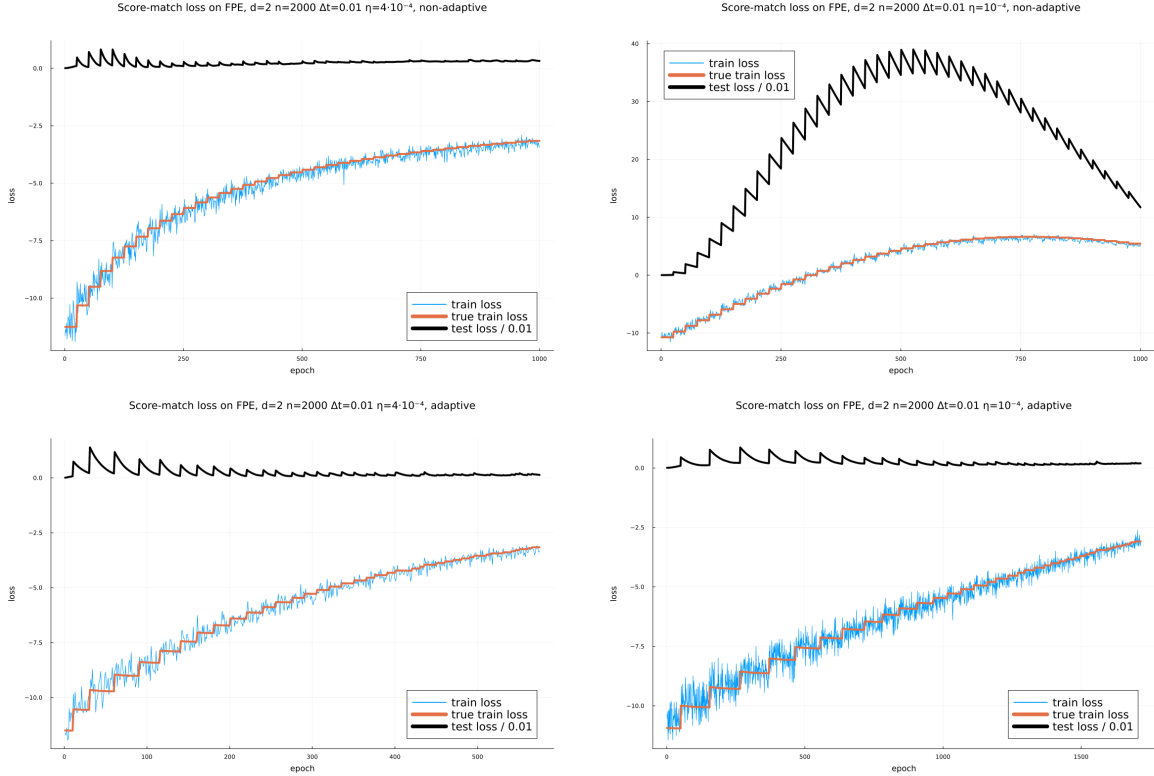 Score-match loss on FPE, d=2 n=2000 Δt=0.01 η=4·10⁻⁴, non-adaptive
0.0
−2.5
−5.0
−7.5
−10.0
loss
train loss
true train loss
test loss / 0.01
0
250
500
750
1000
epoch
Score-match loss on FPE, d=2 n=2000 Δt=0.01 η=10⁻⁴, non-adaptive
40
30
20
10
0
−10
loss
train loss
true train loss
test loss / 0.01
0
250
500
750
1000
epoch
Score-match loss on FPE, d=2 n=2000 Δt=0.01 η=4·10⁻⁴, adaptive
0.0
−2.5
−5.0
−7.5
−10.0
loss
train loss
true train loss
test loss / 0.01
0
100
200
300
400
500
epoch
Score-match loss on FPE, d=2 n=2000 Δt=0.01 η=10⁻⁴, adaptive
0.0
−2.5
−5.0
−7.5
−10.0
loss
train loss
true train loss
test loss / 0.01
0
500
1000
1500
epoch